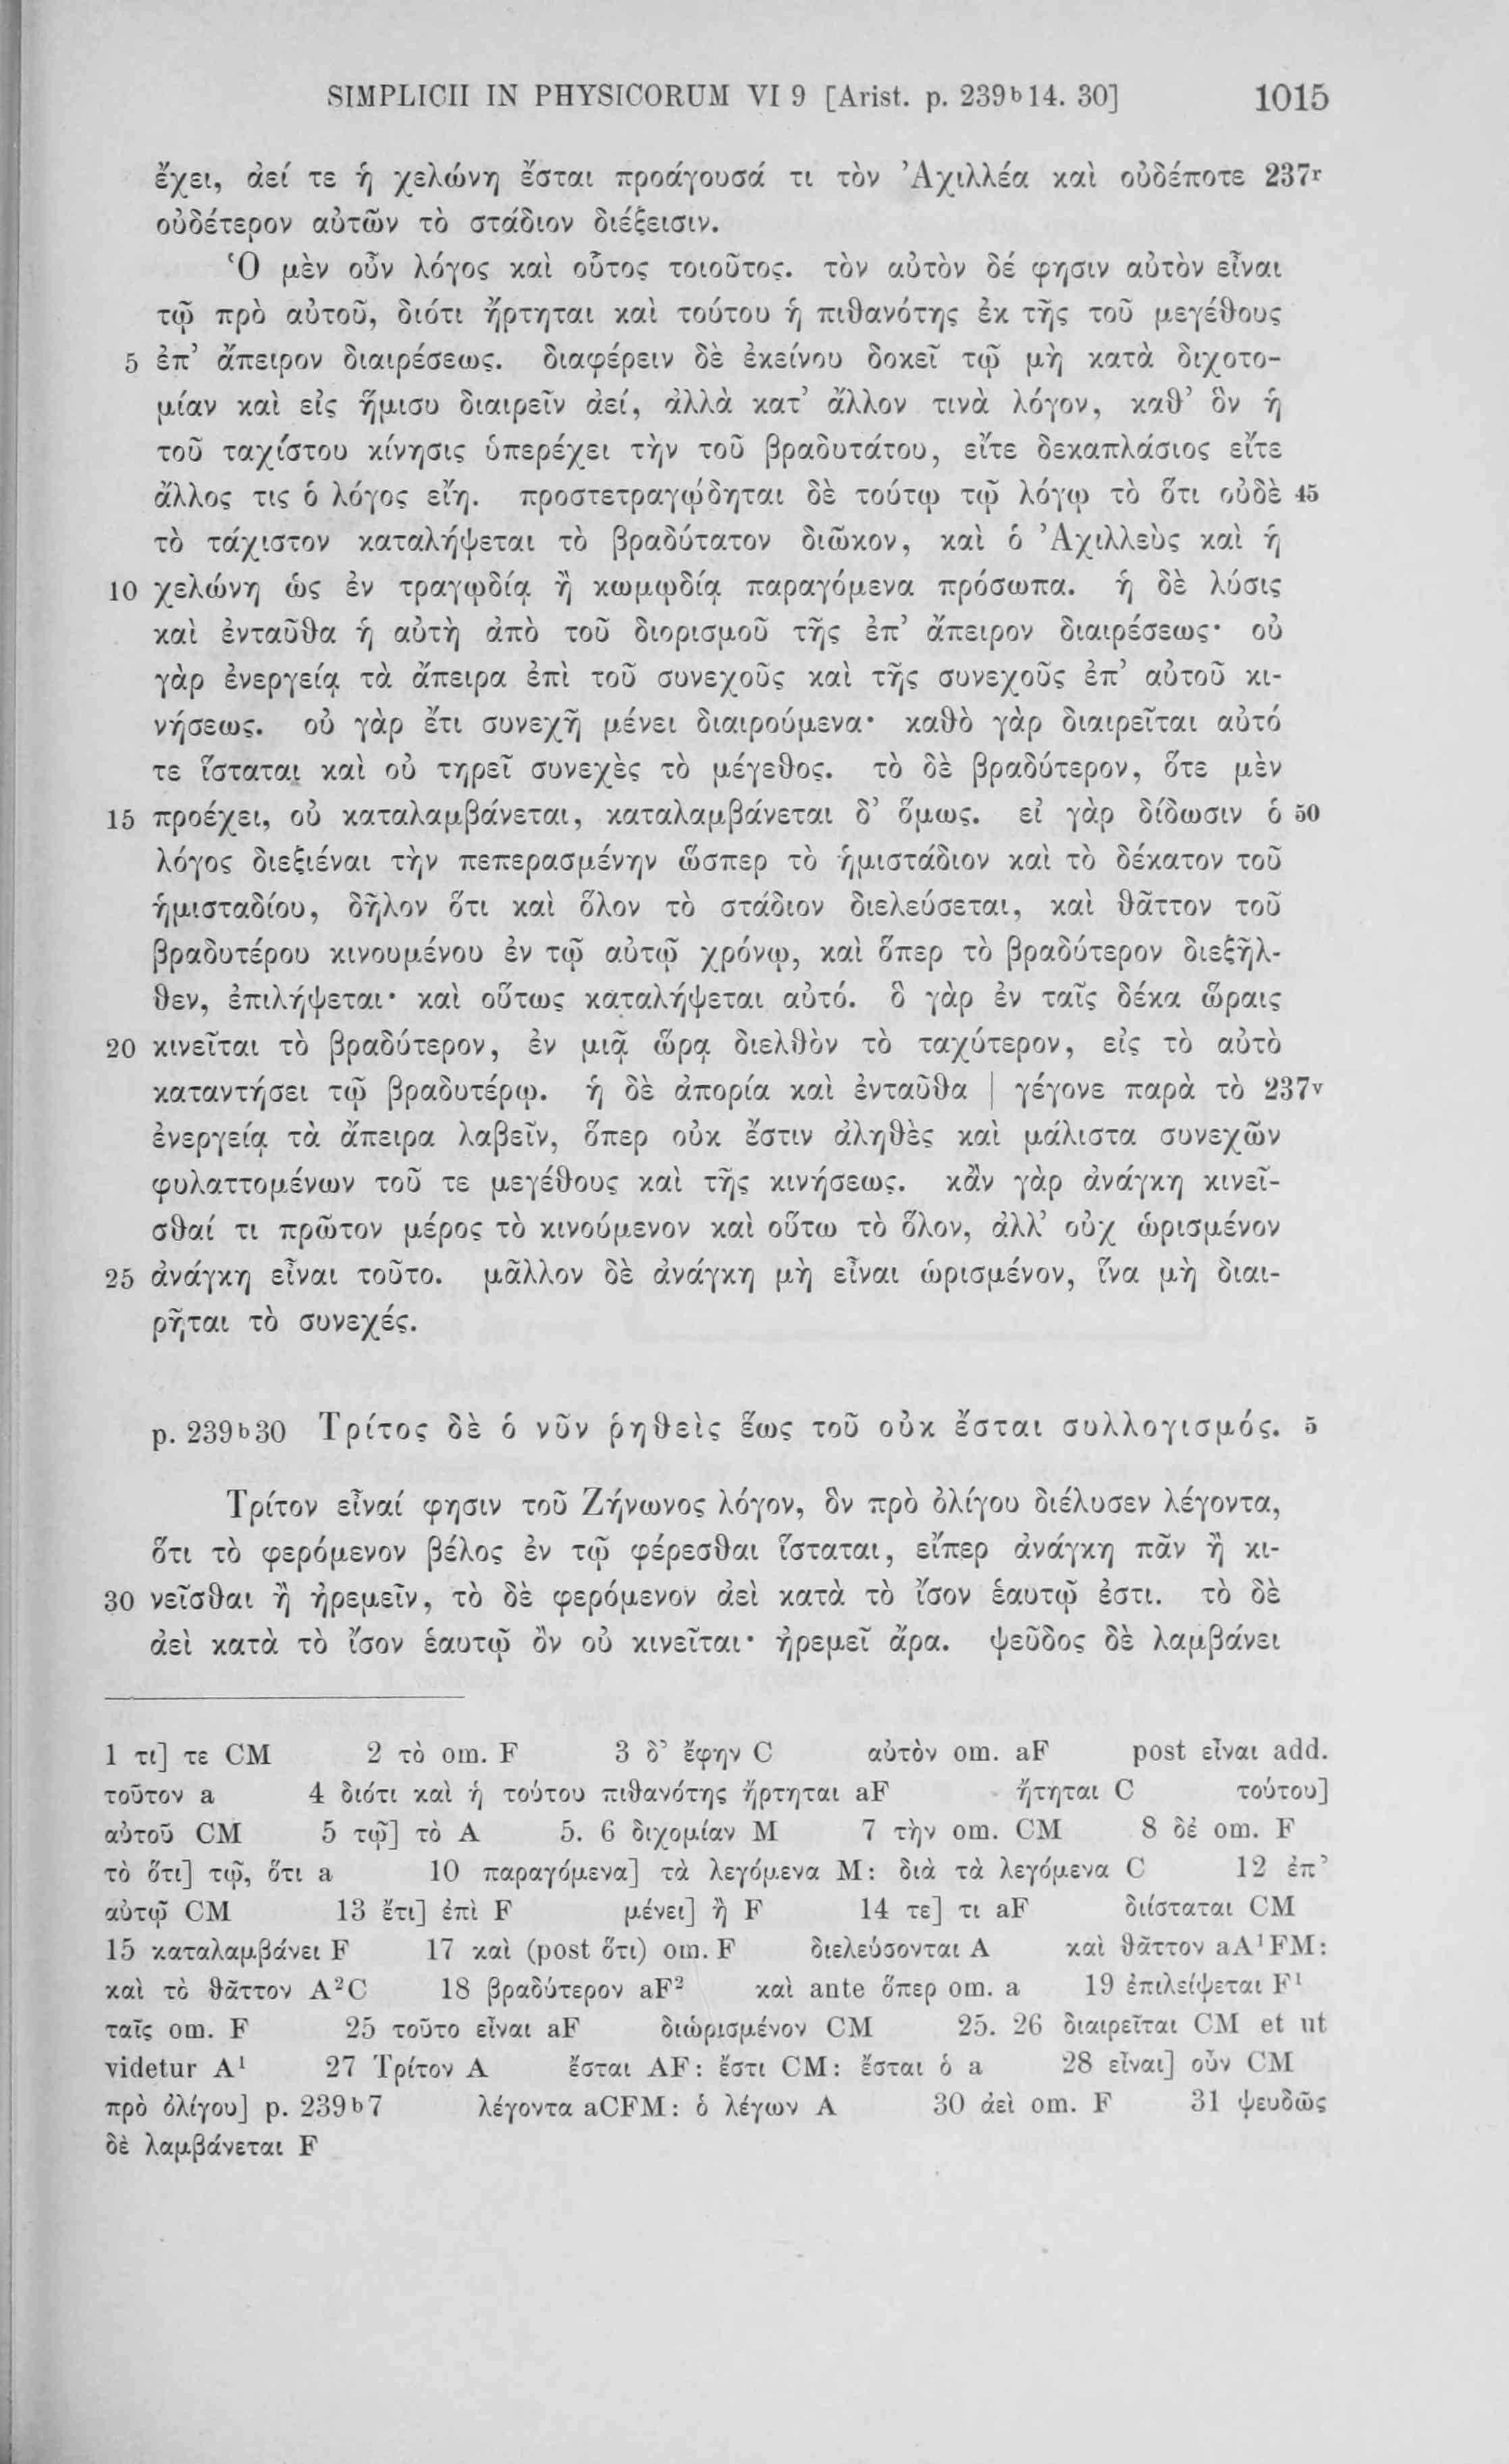 SIMPLICII IN PHYSICORUM VI 9 [Arist. p. 239ᵇ14. 30] 1015
ἔχει, ἀεί τε ἡ χελώνη ἔσται προάγουσά τι τὸν Ἀχιλλέα καὶ οὐδέποτε 237ʳ
οὐδέτερον αὐτῶν τὸ στάδιον διέξεισιν.
Ὁ μὲν οὖν λόγος καὶ οὗτος τοιοῦτος. τὸν αὐτὸν δέ φησιν αὐτὸν εἶναι
τῷ πρὸ αὐτοῦ, διότι ἤρτηται καὶ τούτου ἡ πιθανότης ἐκ τῆς τοῦ μεγέθους
5 ἐπ’ ἄπειρον διαιρέσεως. διαφέρειν δὲ ἐκείνου δοκεῖ τῷ μὴ κατὰ διχοτο-
μίαν καὶ εἰς ἥμισυ διαιρεῖν ἀεί, ἀλλὰ κατ’ ἄλλον τινὰ λόγον, καθ’ ὃν ἡ
τοῦ ταχίστου κίνησις ὑπερέχει τὴν τοῦ βραδυτάτου, εἴτε δεκαπλάσιος εἴτε
ἄλλος τις ὁ λόγος εἴη. προστετραγῴδηται δὲ τούτῳ τῷ λόγῳ τὸ ὅτι οὐδὲ 45
τὸ τάχιστον καταλήψεται τὸ βραδύτατον διῶκον, καὶ ὁ Ἀχιλλεὺς καὶ ἡ
10 χελώνη ὡς ἐν τραγῳδίᾳ ἢ κωμῳδίᾳ παραγόμενα πρόσωπα. ἡ δὲ λύσις
καὶ ἐνταῦθα ἡ αὐτὴ ἀπὸ τοῦ διορισμοῦ τῆς ἐπ’ ἄπειρον διαιρέσεως· οὐ
γὰρ ἐνεργείᾳ τὰ ἄπειρα ἐπὶ τοῦ συνεχοῦς καὶ τῆς συνεχοῦς ἐπ’ αὐτοῦ κι-
νήσεως. οὐ γὰρ ἔτι συνεχῆ μένει διαιρούμενα· καθὸ γὰρ διαιρεῖται αὐτό
τε ἵσταται καὶ οὐ τηρεῖ συνεχὲς τὸ μέγεθος. τὸ δὲ βραδύτερον, ὅτε μὲν
15 προέχει, οὐ καταλαμβάνεται, καταλαμβάνεται δ’ ὅμως. εἰ γὰρ δίδωσιν ὁ 50
λόγος διεξιέναι τὴν πεπερασμένην ὥσπερ τὸ ἡμιστάδιον καὶ τὸ δέκατον τοῦ
ἡμισταδίου, δῆλον ὅτι καὶ ὅλον τὸ στάδιον διελεύσεται, καὶ θᾶττον τοῦ
βραδυτέρου κινουμένου ἐν τῷ αὐτῷ χρόνῳ, καὶ ὅπερ τὸ βραδύτερον διεξῆλ-
θεν, ἐπιλήψεται· καὶ οὕτως καταλήψεται αὐτό. ὃ γὰρ ἐν ταῖς δέκα ὥραις
20 κινεῖται τὸ βραδύτερον, ἐν μιᾷ ὥρᾳ διελθὸν τὸ ταχύτερον, εἰς τὸ αὐτὸ
καταντήσει τῷ βραδυτέρῳ. ἡ δὲ ἀπορία καὶ ἐνταῦθα | γέγονε παρὰ τὸ 237ᵛ
ἐνεργείᾳ τὰ ἄπειρα λαβεῖν, ὅπερ οὐκ ἔστιν ἀληθὲς καὶ μάλιστα συνεχῶν
φυλαττομένων τοῦ τε μεγέθους καὶ τῆς κινήσεως. κἂν γὰρ ἀνάγκη κινεῖ-
σθαί τι πρῶτον μέρος τὸ κινούμενον καὶ οὕτω τὸ ὅλον, ἀλλ’ οὐχ ὡρισμένον
25 ἀνάγκη εἶναι τοῦτο. μᾶλλον δὲ ἀνάγκη μὴ εἶναι ὡρισμένον, ἵνα μὴ διαι-
ρῆται τὸ συνεχές.
p. 239ᵇ30 Τρίτος δὲ ὁ νῦν ῥηθεὶς ἕως τοῦ οὐκ ἔσται συλλογισμός. 5
Τρίτον εἶναί φησιν τοῦ Ζήνωνος λόγον, ὃν πρὸ ὀλίγου διέλυσεν λέγοντα,
ὅτι τὸ φερόμενον βέλος ἐν τῷ φέρεσθαι ἵσταται, εἴπερ ἀνάγκη πᾶν ἢ κι-
30 νεῖσθαι ἢ ἠρεμεῖν, τὸ δὲ φερόμενον ἀεὶ κατὰ τὸ ἴσον ἑαυτῷ ἐστι. τὸ δὲ
ἀεὶ κατὰ τὸ ἴσον ἑαυτῷ ὂν οὐ κινεῖται· ἠρεμεῖ ἄρα. ψεῦδος δὲ λαμβάνει
1 τι] τε CM 2 τὸ om. F 3 δ’ ἔφην C αὐτὸν om. aF post εἶναι add.
τοῦτον a 4 διότι καὶ ἡ τούτου πιθανότης ἤρτηται aF ἤτηται C τούτου]
αὐτοῦ CM 5 τῷ] τὸ A 5. 6 διχομίαν M 7 τὴν om. CM 8 δέ om. F
τὸ ὅτι] τῷ, ὅτι a 10 παραγόμενα] τὰ λεγόμενα M: διὰ τὰ λεγόμενα C 12 ἐπ’
αὐτῷ CM 13 ἔτι] ἐπὶ F μένει] ἢ F 14 τε] τι aF διίσταται CM
15 καταλαμβάνει F 17 καὶ (post ὅτι) om. F διελεύσονται A καὶ θᾶττον aA¹FM:
καὶ τὸ θᾶττον A²C 18 βραδύτερον aF² καὶ ante ὅπερ om. a 19 ἐπιλείψεται F¹
ταῖς om. F 25 τοῦτο εἶναι aF διώρισμένον CM 25. 26 διαιρεῖται CM et ut
videtur A¹ 27 Τρίτον A ἔσται AF: ἔστι CM: ἔσται ὁ a 28 εἶναι] οὖν CM
πρὸ ὀλίγου] p. 239ᵇ7 λέγοντα aCFM: ὁ λέγων A 30 ἀεὶ om. F 31 ψευδῶς
δὲ λαμβάνεται F